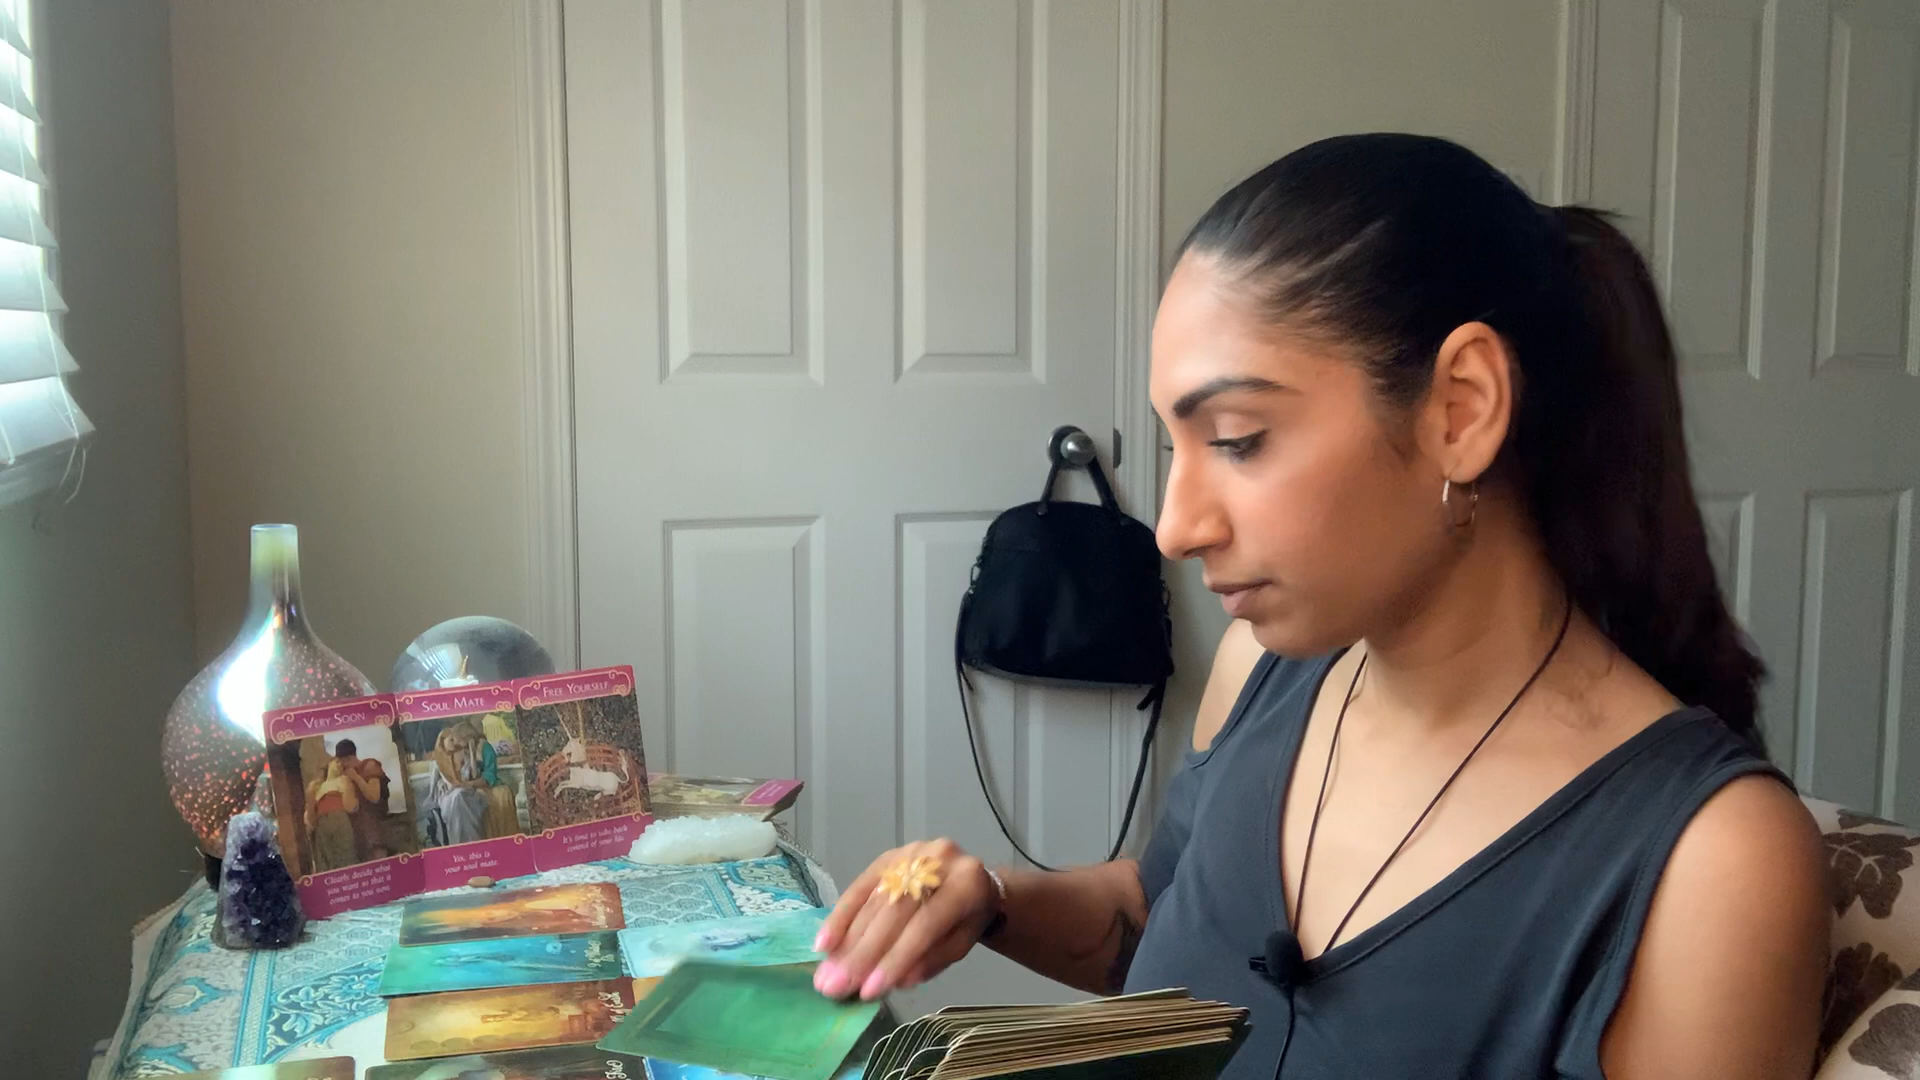 VERY SOON
Clearly decide what
you want so that it
comes to you now.
SOUL MATE
Yes, this is
your soul mate.
FREE YOURSELF
It's time to take back
control of your life.